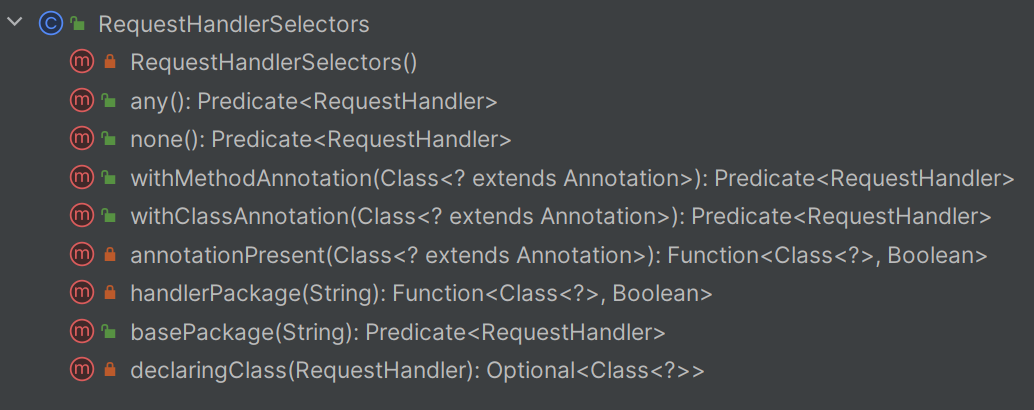 C RequestHandlerSelectors
m RequestHandlerSelectors()
m any(): Predicate<RequestHandler>
m none(): Predicate<RequestHandler>
m withMethodAnnotation(Class<? extends Annotation>): Predicate<RequestHandler>
m withClassAnnotation(Class<? extends Annotation>): Predicate<RequestHandler>
m annotationPresent(Class<? extends Annotation>): Function<Class<?>, Boolean>
m handlerPackage(String): Function<Class<?>, Boolean>
m basePackage(String): Predicate<RequestHandler>
m declaringClass(RequestHandler): Optional<Class<?>>